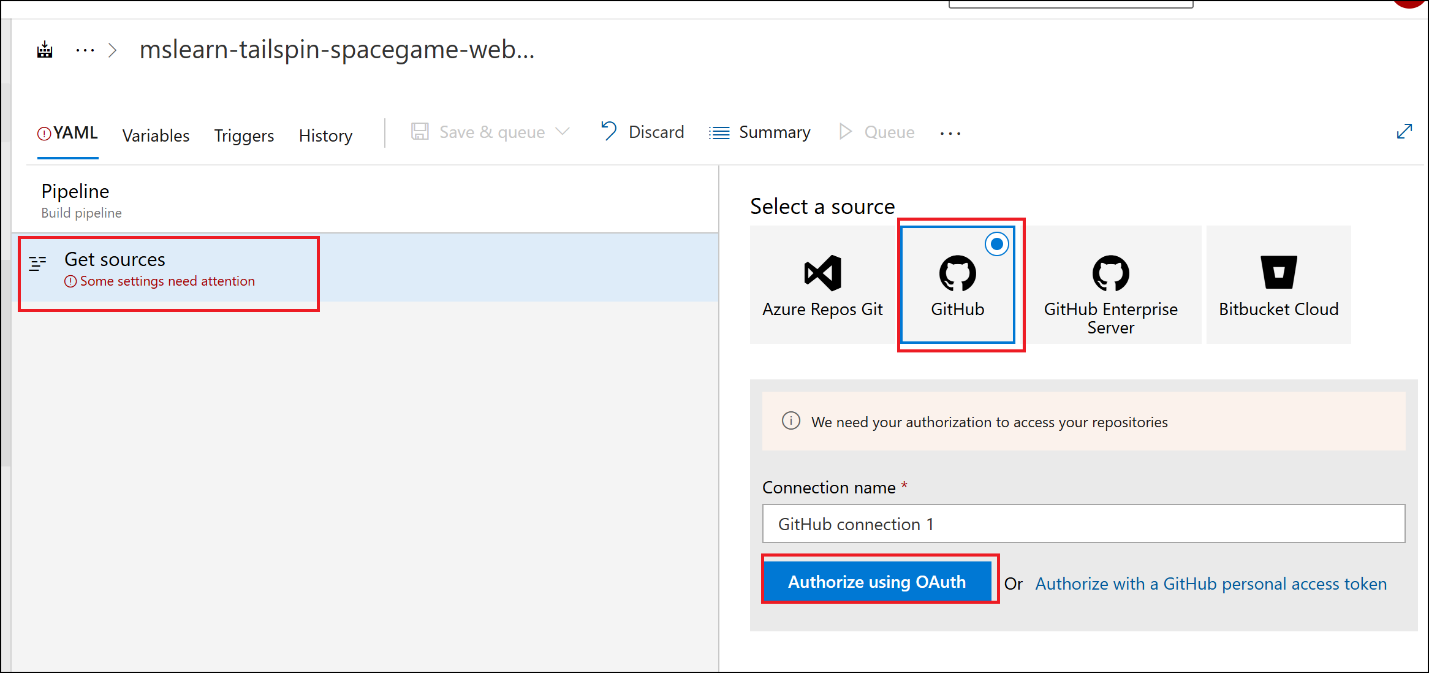 ··· > mslearn-tailspin-spacegame-web...
YAML Variables Triggers History Save & queue Discard Summary Queue ···
Pipeline
Build pipeline
Get sources
Some settings need attention
Select a source
Azure Repos Git
GitHub
GitHub Enterprise
Server
Bitbucket Cloud
We need your authorization to access your repositories
Connection name *
GitHub connection 1
Authorize using OAuth Or Authorize with a GitHub personal access token